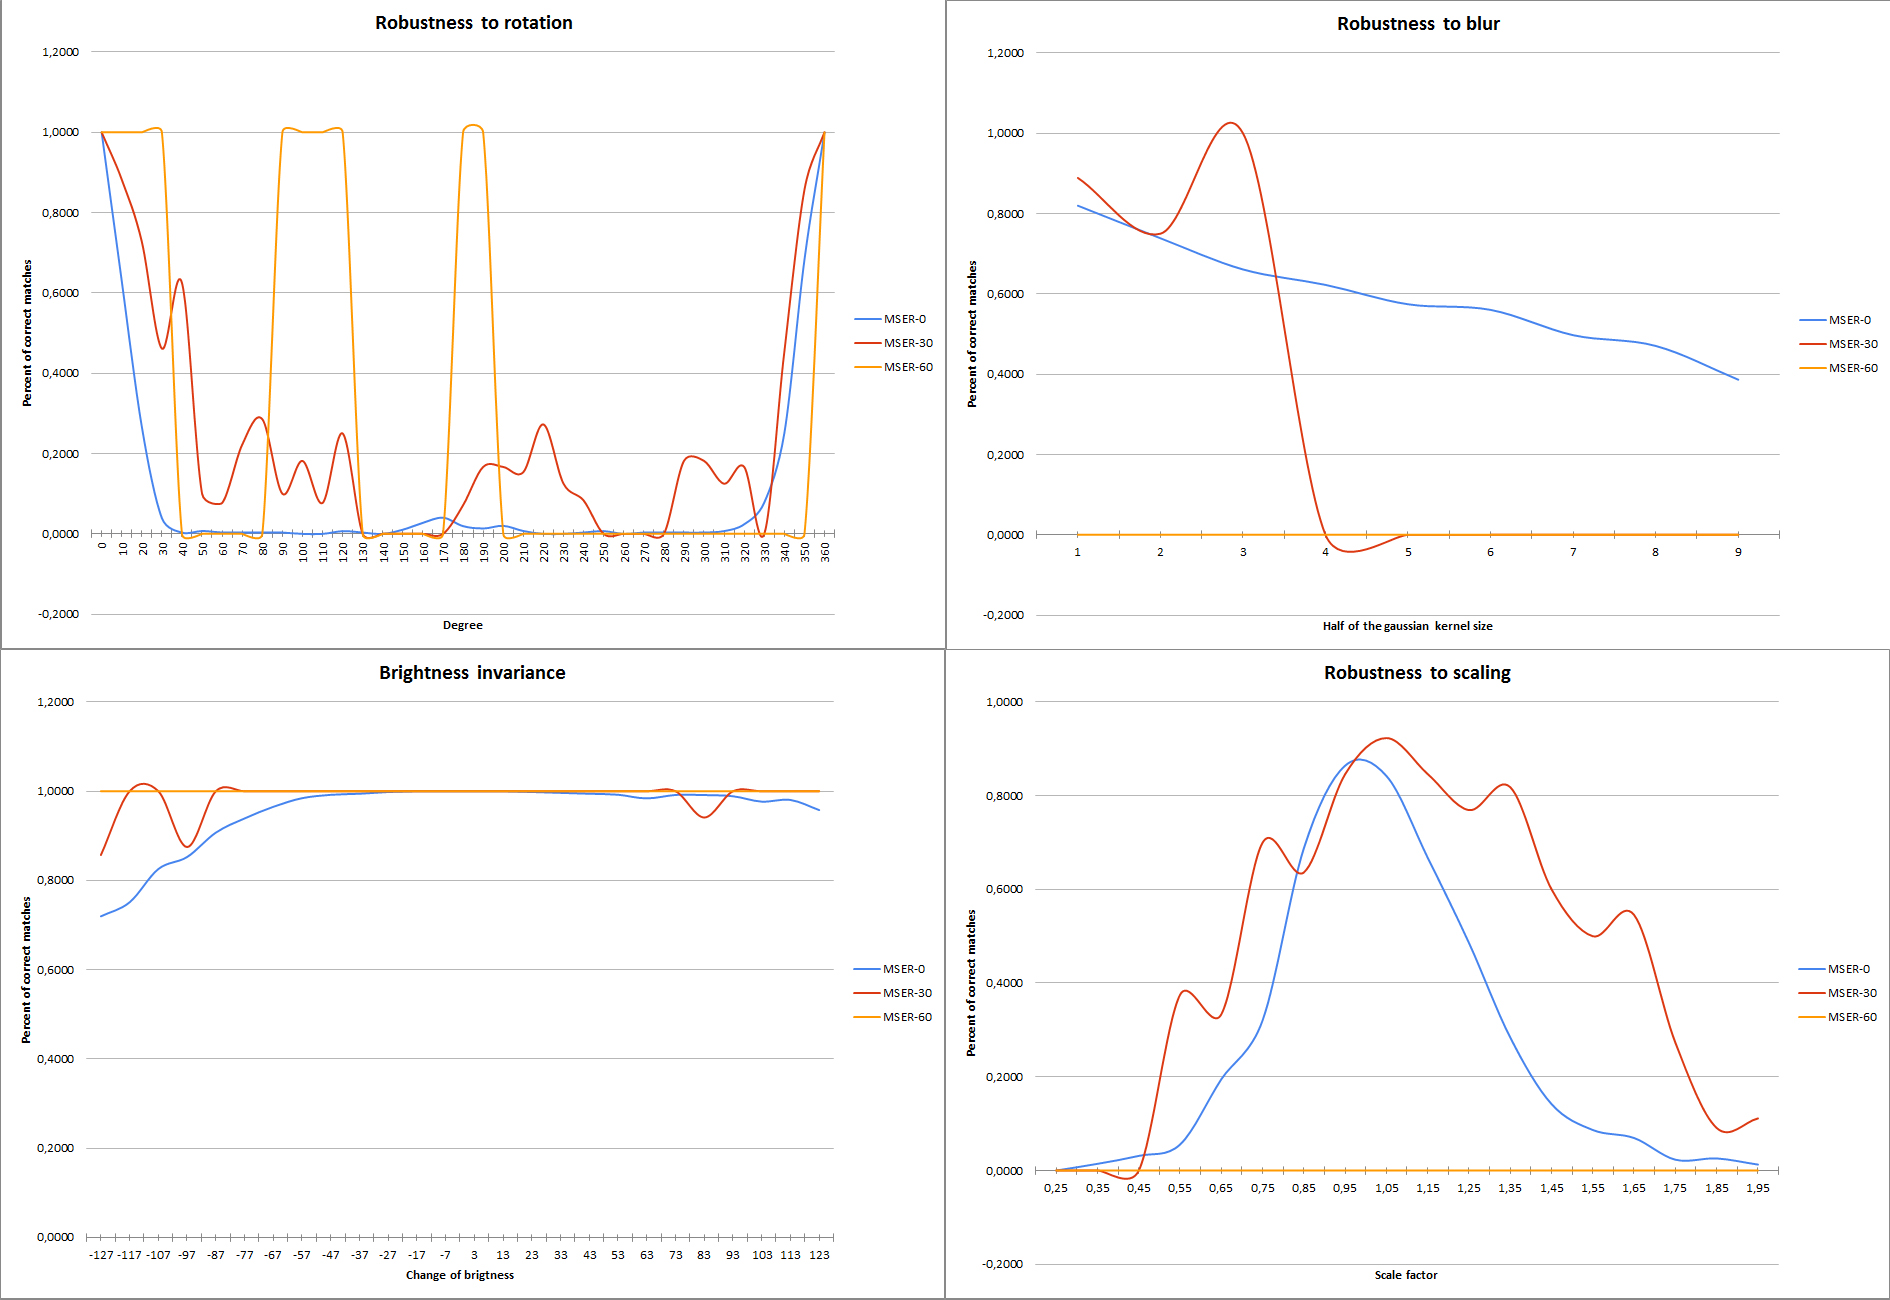 Robustness to rotation
1,2000
1,0000
0,8000
0,6000
0,4000
0,2000
0,0000
-0,2000
Percent of correct matches
0 10 20 30 40 50 60 70 80 90 100 110 120 130 140 150 160 170 180 190 200 210 220 230 240 250 260 270 280 290 300 310 320 330 340 350 360
Degree
MSER-0
MSER-30
MSER-60
Robustness to blur
1,2000
1,0000
0,8000
0,6000
0,4000
0,2000
0,0000
-0,2000
Percent of correct matches
1 2 3 4 5 6 7 8 9
Half of the gaussian kernel size
MSER-0
MSER-30
MSER-60
Brightness invariance
1,2000
1,0000
0,8000
0,6000
0,4000
0,2000
0,0000
Percent of correct matches
-127 -117 -107 -97 -87 -77 -67 -57 -47 -37 -27 -17 -7 3 13 23 33 43 53 63 73 83 93 103 113 123
Change of brigtness
MSER-0
MSER-30
MSER-60
Robustness to scaling
1,0000
0,8000
0,6000
0,4000
0,2000
0,0000
-0,2000
Percent of correct matches
0,25 0,35 0,45 0,55 0,65 0,75 0,85 0,95 1,05 1,15 1,25 1,35 1,45 1,55 1,65 1,75 1,85 1,95
Scale factor
MSER-0
MSER-30
MSER-60